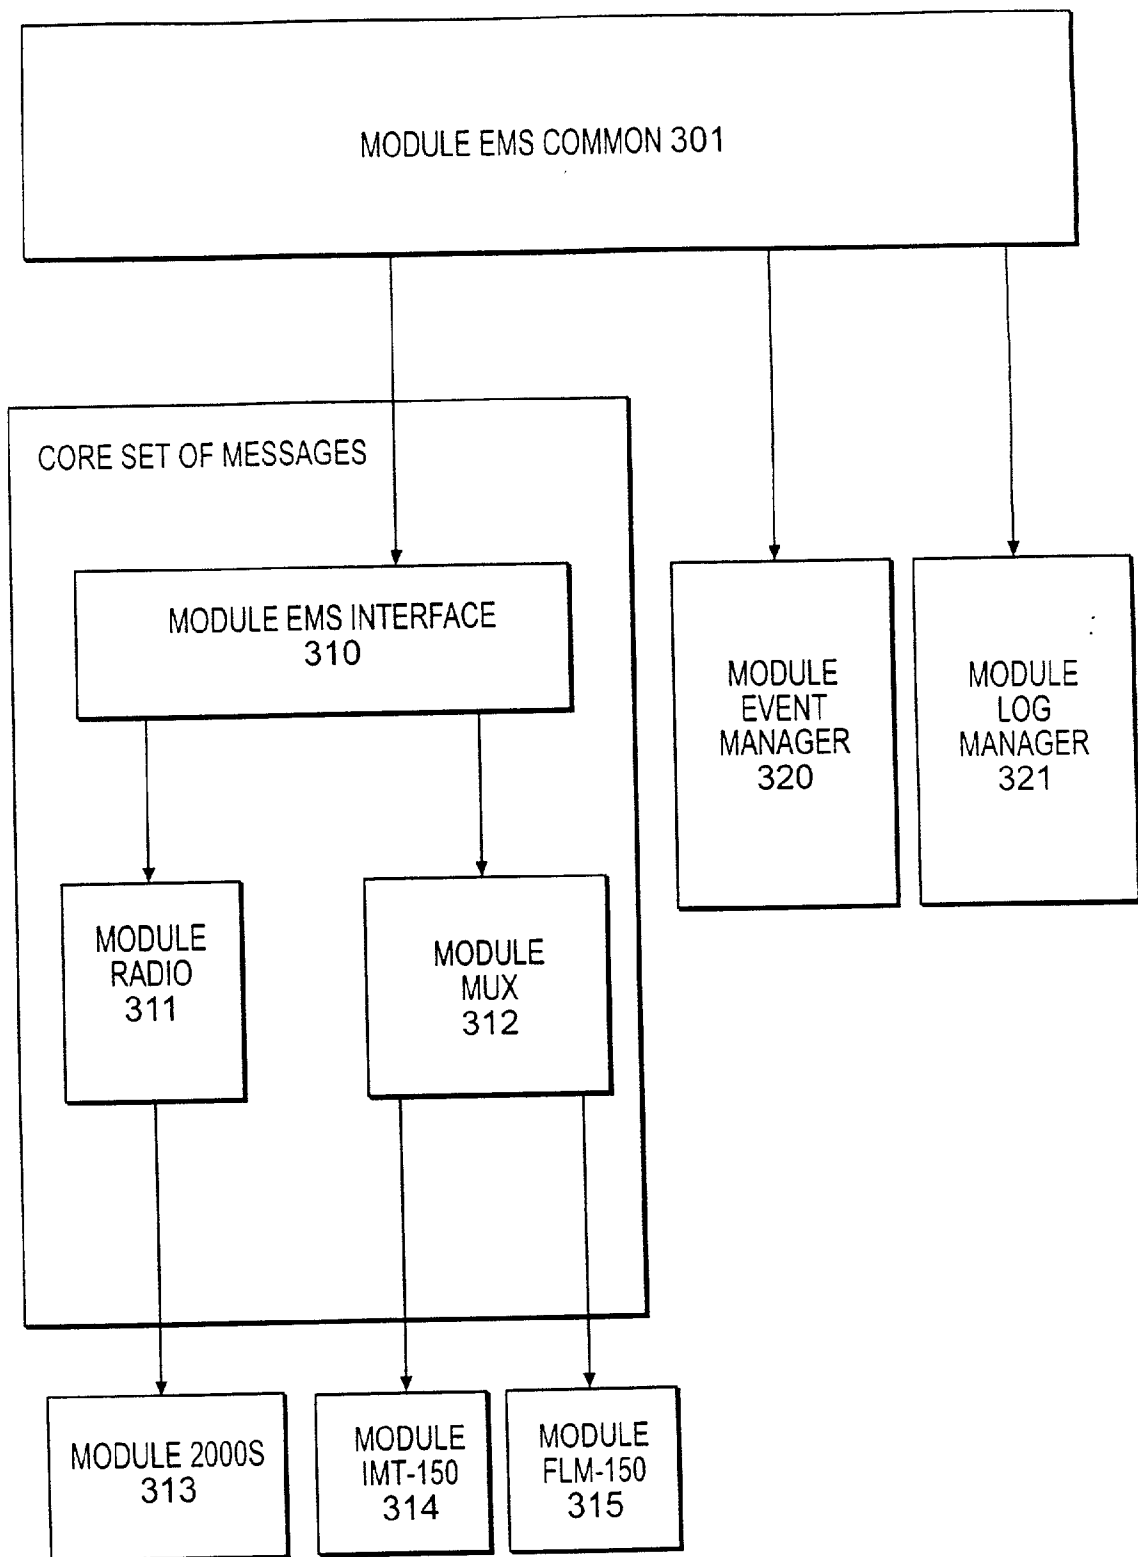 MODULE EMS COMMON 301
CORE SET OF MESSAGES
MODULE EMS INTERFACE
310
MODULE
EVENT
MANAGER
320
MODULE
LOG
MANAGER
321
MODULE
RADIO
311
MODULE
MUX
312
MODULE 2000S
313
MODULE
IMT-150
314
MODULE
FLM-150
315